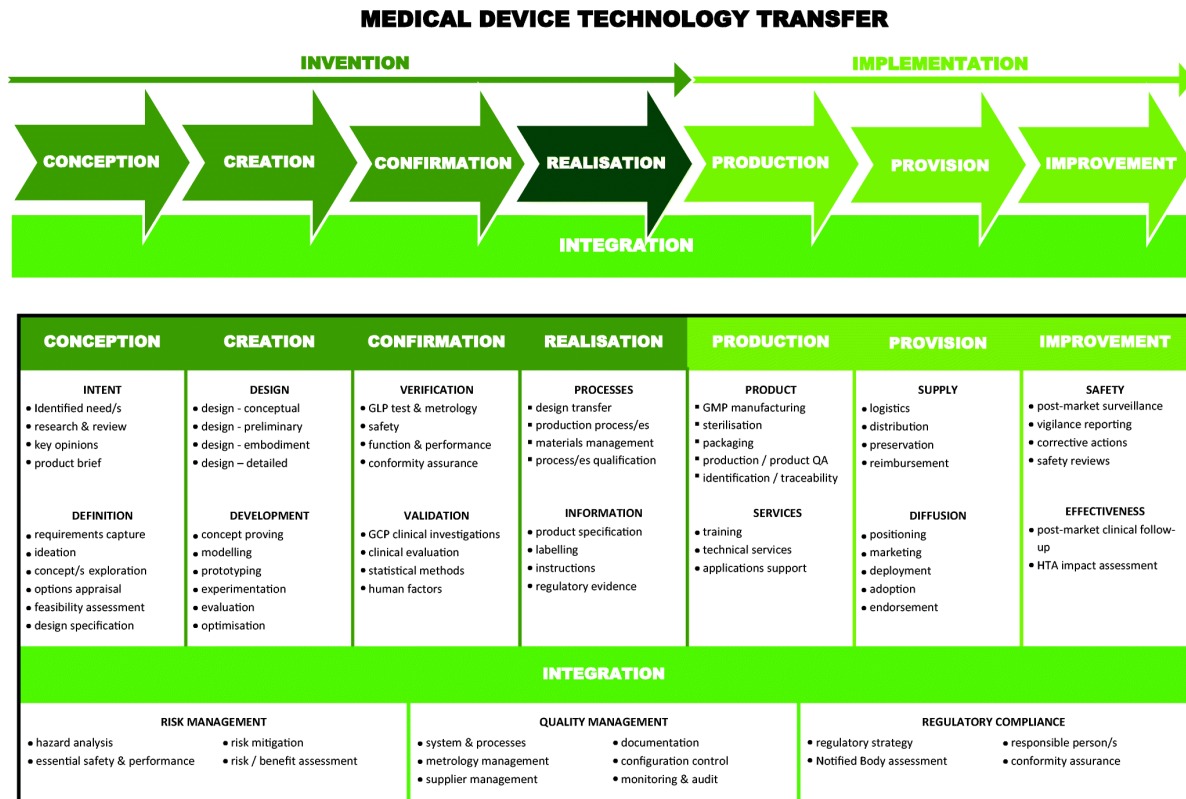 MEDICAL DEVICE TECHNOLOGY TRANSFER
INVENTION
IMPLEMENTATION
CONCEPTION
CREATION
CONFIRMATION
REALISATION
PRODUCTION
PROVISION
IMPROVEMENT
INTEGRATION
CONCEPTION
CREATION
CONFIRMATION
REALISATION
PRODUCTION
PROVISION
IMPROVEMENT
INTENT
• Identified need/s
• research & review
• key opinions
• product brief
DEFINITION
• requirements capture
• ideation
• concept/s exploration
• options appraisal
• feasibility assessment
• design specification
DESIGN
• design - conceptual
• design - preliminary
• design - embodiment
• design – detailed
DEVELOPMENT
• concept proving
• modelling
• prototyping
• experimentation
• evaluation
• optimisation
VERIFICATION
• GLP test & metrology
• safety
• function & performance
• conformity assurance
VALIDATION
• GCP clinical investigations
• clinical evaluation
• statistical methods
• human factors
PROCESSES
▪ design transfer
▪ production process/es
▪ materials management
▪ process/es qualification
INFORMATION
• product specification
• labelling
• instructions
• regulatory evidence
PRODUCT
▪ GMP manufacturing
▪ sterilisation
▪ packaging
▪ production / product QA
▪ identification / traceability
SERVICES
• training
• technical services
• applications support
SUPPLY
• logistics
• distribution
• preservation
• reimbursement
DIFFUSION
• positioning
• marketing
• deployment
• adoption
• endorsement
SAFETY
• post-market surveillance
• vigilance reporting
• corrective actions
• safety reviews
EFFECTIVENESS
• post-market clinical follow-
up
• HTA impact assessment
INTEGRATION
RISK MANAGEMENT
• hazard analysis
• essential safety & performance
• risk mitigation
• risk / benefit assessment
QUALITY MANAGEMENT
• system & processes
• metrology management
• supplier management
• documentation
• configuration control
• monitoring & audit
REGULATORY COMPLIANCE
• regulatory strategy
• Notified Body assessment
• responsible person/s
• conformity assurance